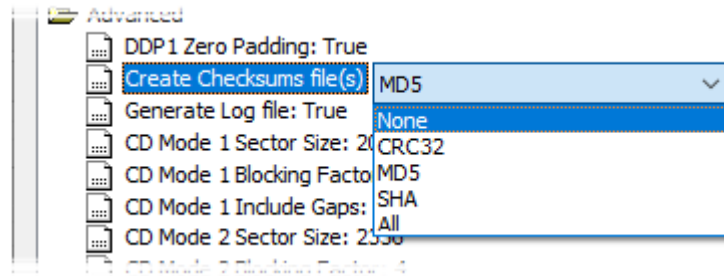 Advanced
DDP1 Zero Padding: True
Create Checksums file(s) MD5
Generate Log file: True
None
CD Mode 1 Sector Size: 20
CRC32
CD Mode 1 Blocking Facto
MD5
CD Mode 1 Include Gaps:
SHA
All
CD Mode 2 Sector Size: 2336